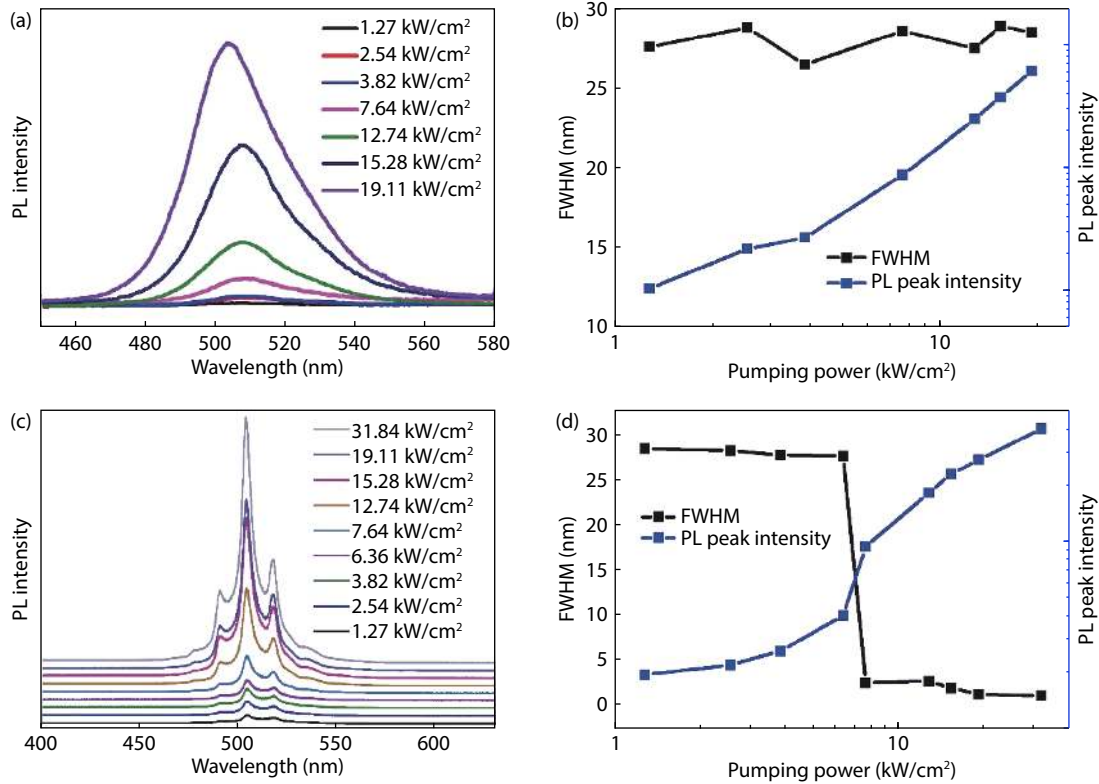 (a)
1.27 kW/cm²
2.54 kW/cm²
3.82 kW/cm²
7.64 kW/cm²
12.74 kW/cm²
15.28 kW/cm²
19.11 kW/cm²
PL intensity
460 480 500 520 540 560 580
Wavelength (nm)
(b)
30
25
20
15
10
FWHM (nm)
FWHM
PL peak intensity
PL peak intensity
1 10
Pumping power (kW/cm²)
(c)
31.84 kW/cm²
19.11 kW/cm²
15.28 kW/cm²
12.74 kW/cm²
7.64 kW/cm²
6.36 kW/cm²
3.82 kW/cm²
2.54 kW/cm²
1.27 kW/cm²
PL intensity
400 450 500 550 600
Wavelength (nm)
(d)
30
25
20
15
10
5
0
FWHM (nm)
FWHM
PL peak intensity
PL peak intensity
1 10
Pumping power (kW/cm²)